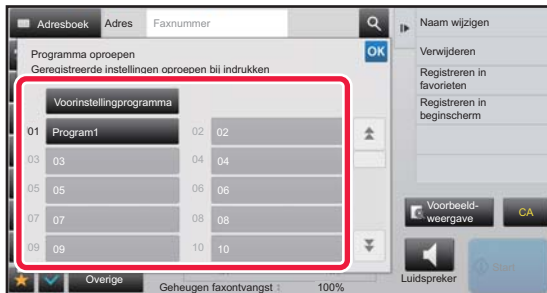 Adresboek
Adres
Faxnummer
Naam wijzigen
Programma oproepen
OK
Verwijderen
Geregistreerde instellingen oproepen bij indrukken
Registreren in
favorieten
Voorinstellingprogramma
Registreren in
beginscherm
01 Program1
02 02
03 03
04 04
05 05
06 06
07 07
08 08
09 09
10 10
Voorbeeld-
weergave
CA
Overige
Geheugen faxontvangst : 100%
Luidspreker
Start